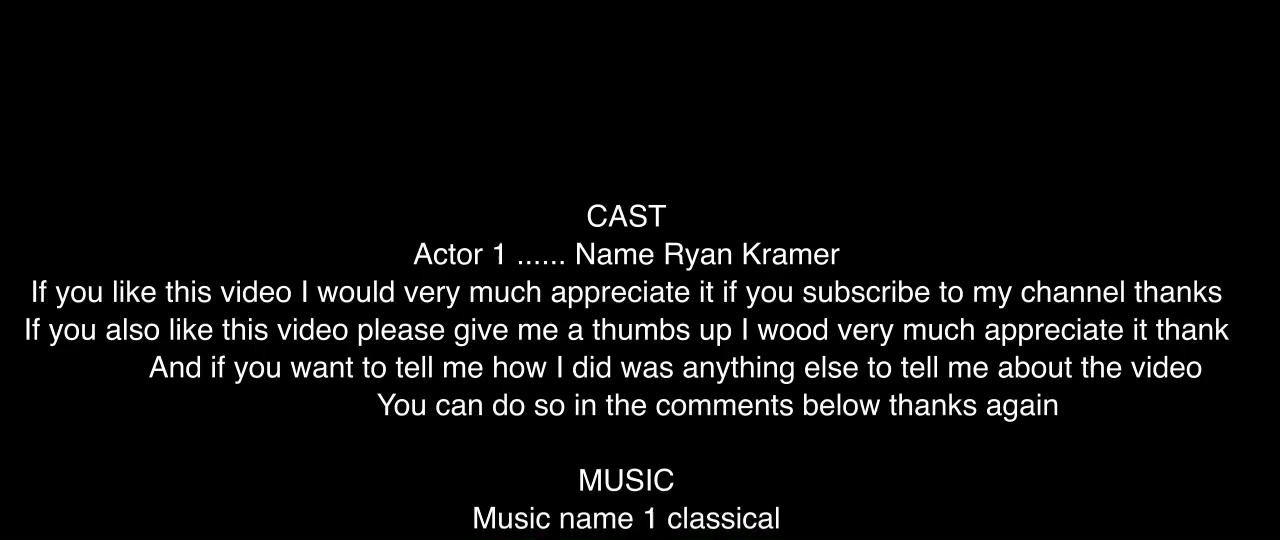 CAST
Actor 1 ...... Name Ryan Kramer
If you like this video I would very much appreciate it if you subscribe to my channel thanks
If you also like this video please give me a thumbs up I wood very much appreciate it thank
And if you want to tell me how I did was anything else to tell me about the video
You can do so in the comments below thanks again
MUSIC
Music name 1 classical